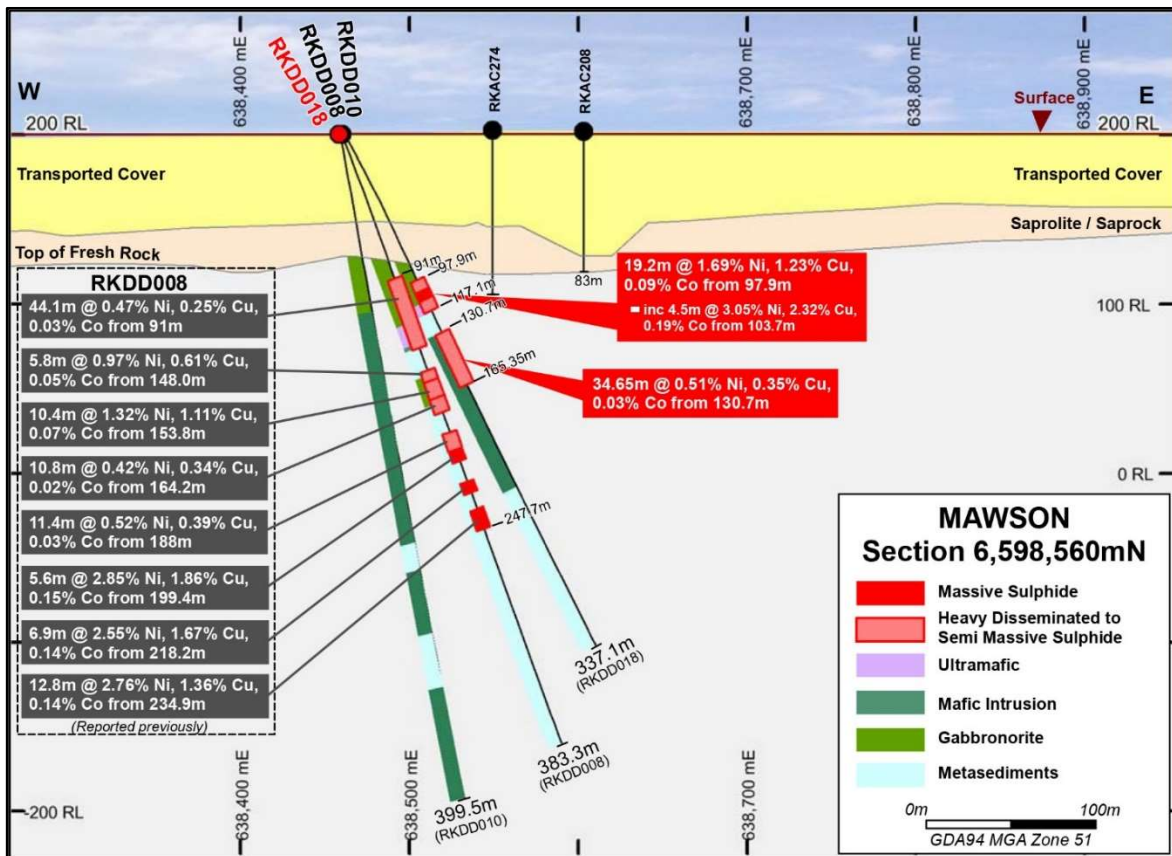 638,400 mE
RKDD018
RKDD008
RKDD010
RKAC274
RKAC208
638,700 mE
638,800 mE
638,900 mE
W
E
Surface
200 RL
200 RL
Transported Cover
Transported Cover
Saprolite / Saprock
Top of Fresh Rock
91m
97.9m
117.1m
130.7m
165.35m
247.7m
83m
100 RL
0 RL
-200 RL
RKDD008
44.1m @ 0.47% Ni, 0.25% Cu,
0.03% Co from 91m
5.8m @ 0.97% Ni, 0.61% Cu,
0.05% Co from 148.0m
10.4m @ 1.32% Ni, 1.11% Cu,
0.07% Co from 153.8m
10.8m @ 0.42% Ni, 0.34% Cu,
0.02% Co from 164.2m
11.4m @ 0.52% Ni, 0.39% Cu,
0.03% Co from 188m
5.6m @ 2.85% Ni, 1.86% Cu,
0.15% Co from 199.4m
6.9m @ 2.55% Ni, 1.67% Cu,
0.14% Co from 218.2m
12.8m @ 2.76% Ni, 1.36% Cu,
0.14% Co from 234.9m
(Reported previously)
19.2m @ 1.69% Ni, 1.23% Cu,
0.09% Co from 97.9m
inc 4.5m @ 3.05% Ni, 2.32% Cu,
0.19% Co from 103.7m
34.65m @ 0.51% Ni, 0.35% Cu,
0.03% Co from 130.7m
337.1m
(RKDD018)
383.3m
(RKDD008)
399.5m
(RKDD010)
638,400 mE
638,500 mE
638,700 mE
MAWSON
Section 6,598,560mN
Massive Sulphide
Heavy Disseminated to
Semi Massive Sulphide
Ultramafic
Mafic Intrusion
Gabbronorite
Metasediments
0m
100m
GDA94 MGA Zone 51